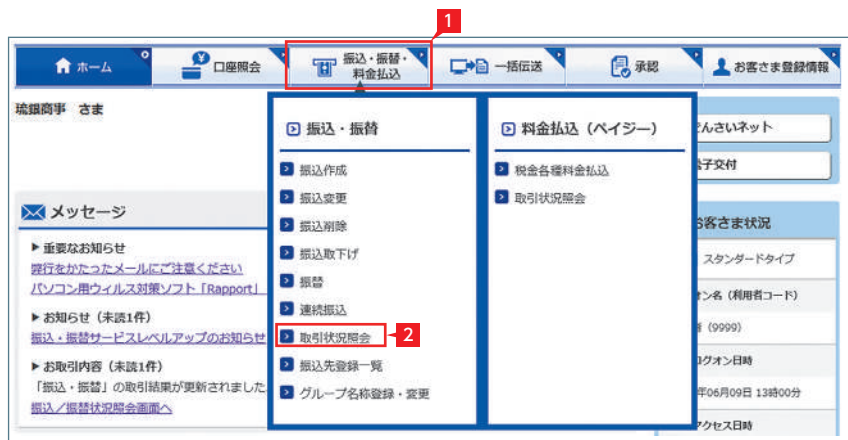 1
ホーム
口座照会
振込・振替・
料金払込
一括伝送
承認
お客さま登録情報
琉銀商事 さま
メッセージ
▶ 重要なお知らせ
弊行をかたったメールにご注意ください
パソコン用ウィルス対策ソフト「Rapport」
▶ お知らせ（未読1件）
振込・振替サービスレベルアップのお知らせ
▶ お取引内容（未読1件）
「振込・振替」の取引結果が更新されました
振込／振替状況照会画面へ
振込・振替
振込作成
振込変更
振込削除
振込取下げ
振替
連続振込
取引状況照会
2
振込先登録一覧
グループ名称登録・変更
料金払込（ペイジー）
税金各種料金払込
取引状況照会
んさいネット
子交付
客さま状況
スタンダードタイプ
ン名（利用者コード）
（9999）
グオン日時
年06月09日 13時00分
クセス日時